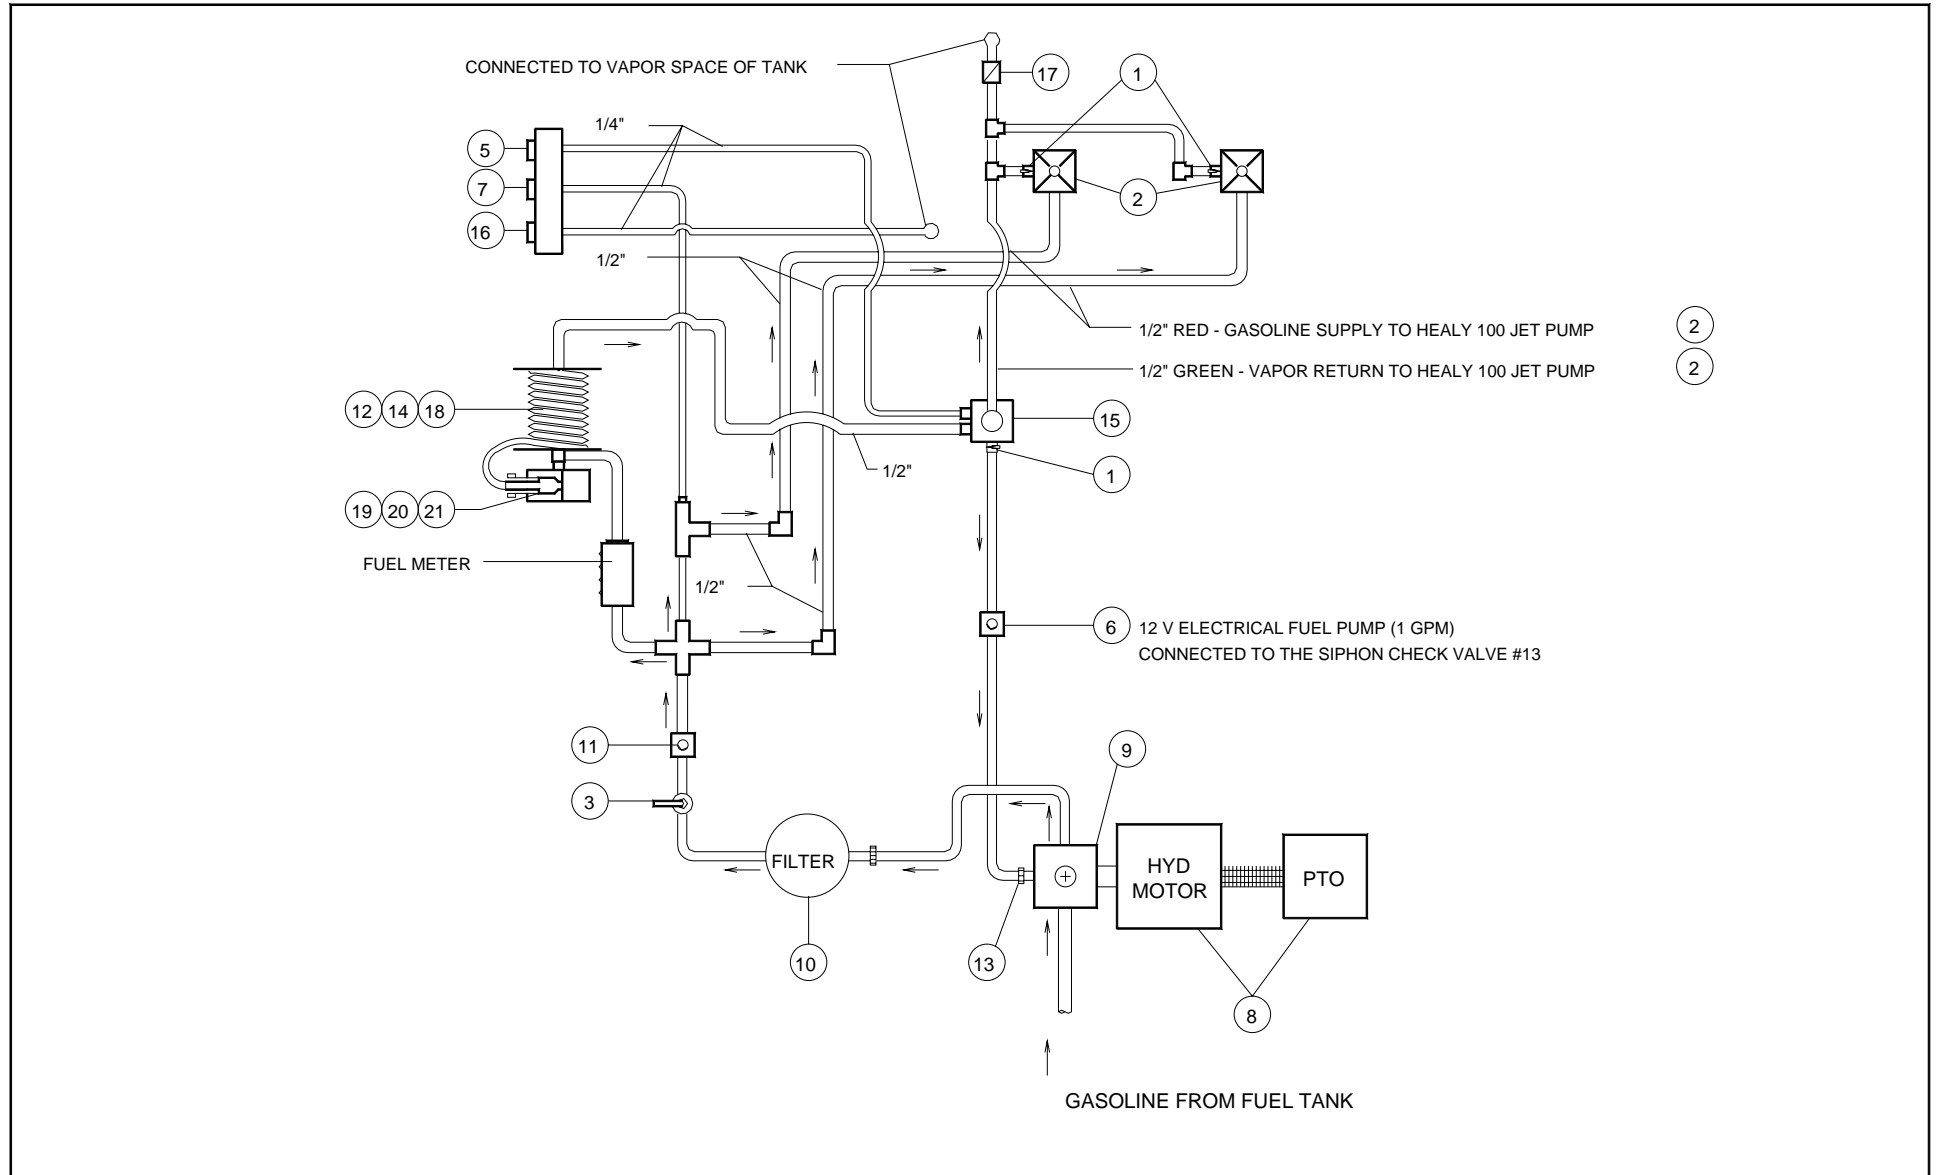 CONNECTED TO VAPOR SPACE OF TANK
17
1
1/4"
5
7
16
2
1/2"
1/2" RED - GASOLINE SUPPLY TO HEALY 100 JET PUMP
2
1/2" GREEN - VAPOR RETURN TO HEALY 100 JET PUMP
2
12 14 18
15
1/2"
1
19 20 21
FUEL METER
1/2"
6
12 V ELECTRICAL FUEL PUMP (1 GPM)
CONNECTED TO THE SIPHON CHECK VALVE #13
11
9
3
FILTER
HYD
MOTOR
PTO
10
13
8
GASOLINE FROM FUEL TANK